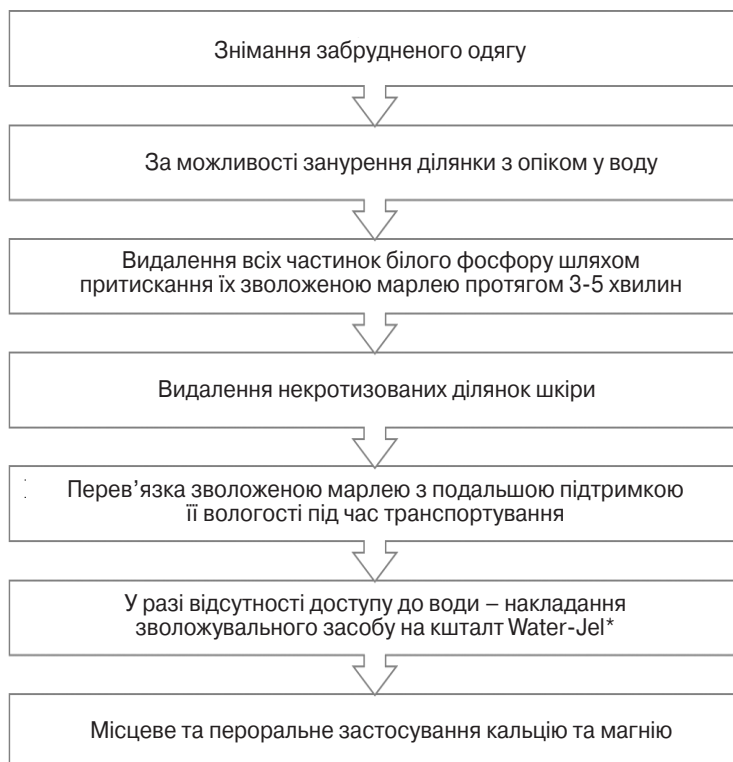 Знімання забрудненого одягу
За можливості занурення ділянки з опіком у воду
Видалення всіх частинок білого фосфору шляхом
притискання їх зволоженою марлею протягом 3-5 хвилин
Видалення некротизованих ділянок шкіри
Перев’язка зволоженою марлею з подальшою підтримкою
її вологості під час транспортування
У разі відсутності доступу до води – накладання
зволожувального засобу на кшталт Water-Jel*
Місцеве та пероральне застосування кальцію та магнію